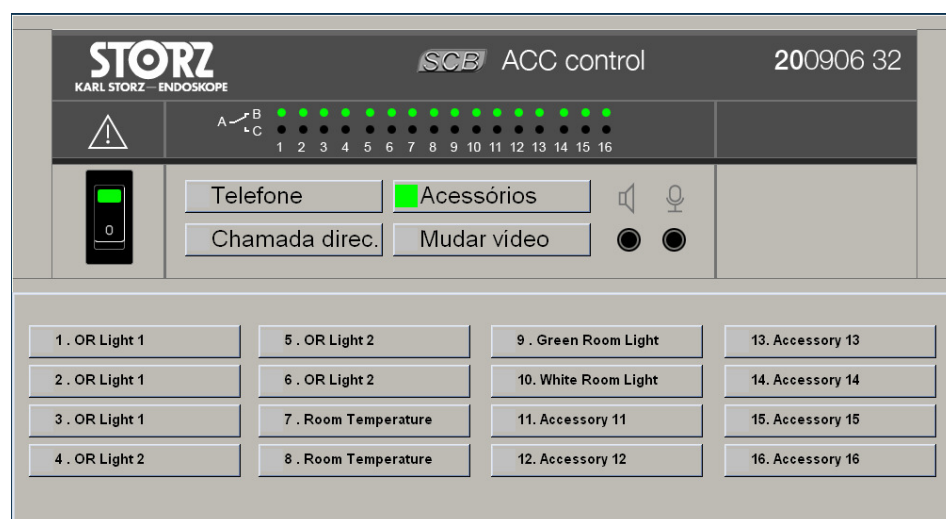 STORZ
KARL STORZ — ENDOSKOPE
SCB ACC control
200906 32
A B
C
1 2 3 4 5 6 7 8 9 10 11 12 13 14 15 16
0
Telefone
Acessórios
Chamada direc.
Mudar vídeo
1 . OR Light 1
2 . OR Light 1
3 . OR Light 1
4 . OR Light 2
5 . OR Light 2
6 . OR Light 2
7 . Room Temperature
8 . Room Temperature
9 . Green Room Light
10. White Room Light
11. Accessory 11
12. Accessory 12
13. Accessory 13
14. Accessory 14
15. Accessory 15
16. Accessory 16